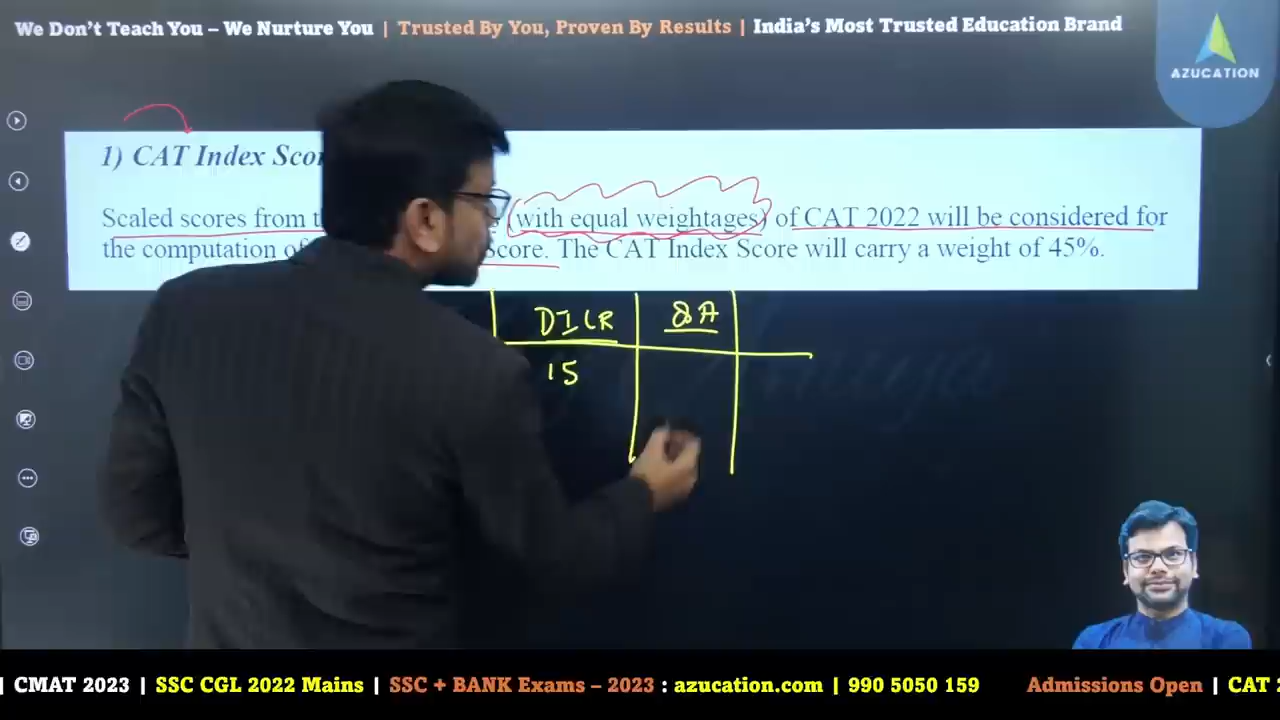 We Don't Teach You – We Nurture You | Trusted By You, Proven By Results | India's Most Trusted Education Brand
AZUCATION
1) CAT Index Scor
Scaled scores from t (with equal weightages) of CAT 2022 will be considered for
the computation o Score. The CAT Index Score will carry a weight of 45%.
DILR QA
15
| CMAT 2023 | SSC CGL 2022 Mains | SSC + BANK Exams – 2023 : azucation.com | 990 5050 159 Admissions Open | CAT 2